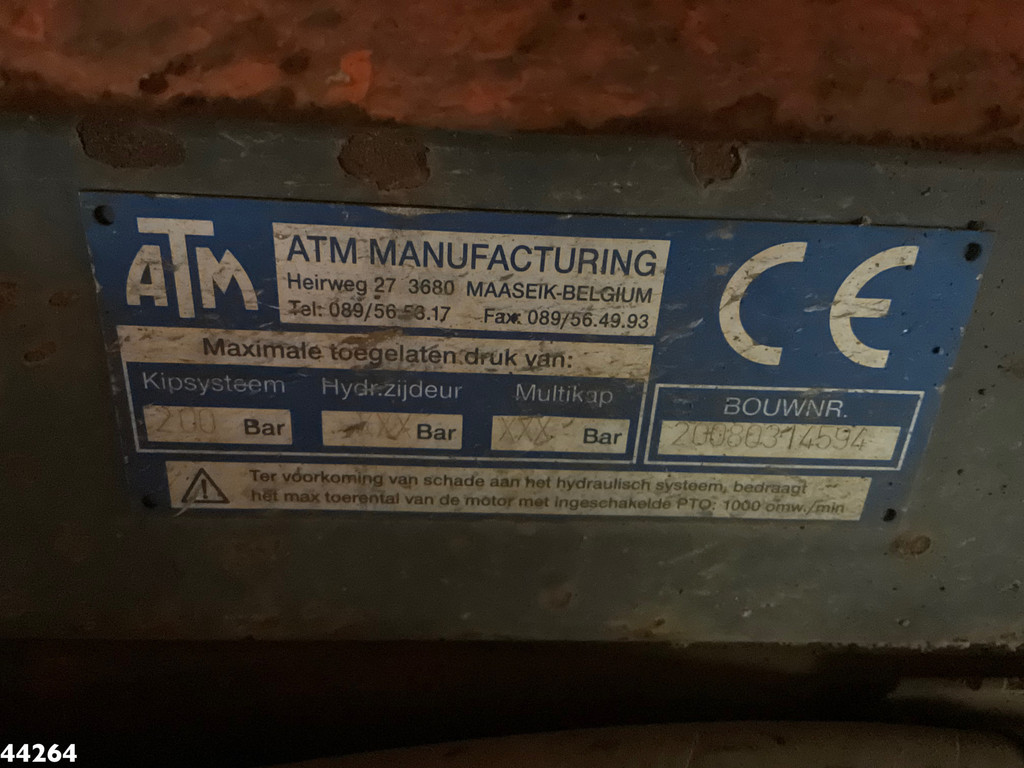 ATM
ATM MANUFACTURING
Heirweg 27 3680 MAASEIK-BELGIUM
Tel: 089/56.58.17 Fax 089/56.49.93
CE
Maximale toegelaten druk van:
Kipsysteem Hydr.zijdeur Multikap
200 Bar XXX Bar XXX Bar
BOUWNR.
20080314594
Ter voorkoming van schade aan het hydraulisch systeem, bedraagt
het max toerental van de motor met ingeschakelde PTO: 1000 omw./min
44264